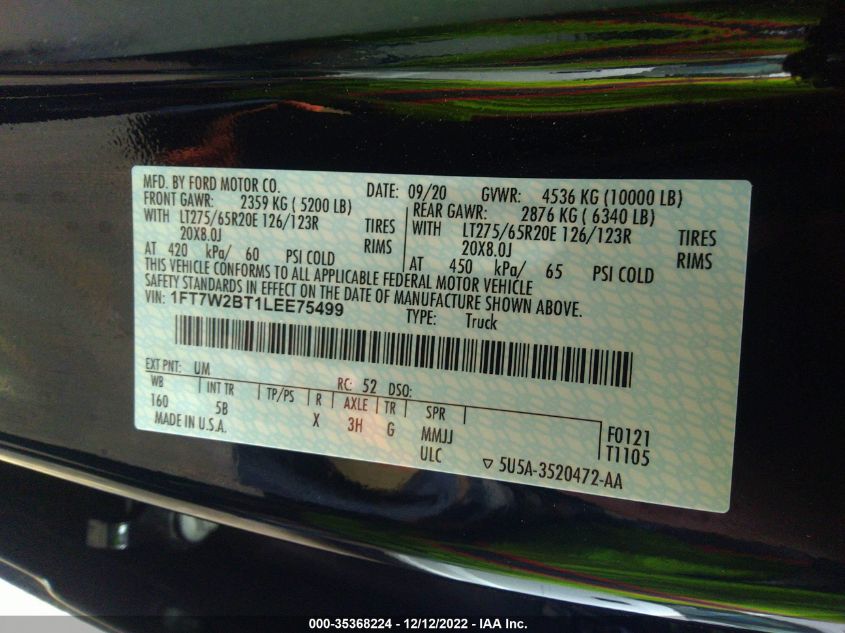 MFD. BY FORD MOTOR CO. DATE: 09/20 GVWR: 4536 KG (10000 LB)
FRONT GAWR: 2359 KG ( 5200 LB) REAR GAWR: 2876 KG ( 6340 LB)
WITH LT275/65R20E 126/123R TIRES WITH LT275/65R20E 126/123R TIRES
20X8.0J RIMS 20X8.0J RIMS
AT 420 kPa/ 60 PSI COLD AT 450 kPa/ 65 PSI COLD
THIS VEHICLE CONFORMS TO ALL APPLICABLE FEDERAL MOTOR VEHICLE
SAFETY STANDARDS IN EFFECT ON THE DATE OF MANUFACTURE SHOWN ABOVE.
VIN: 1FT7W2BT1LEE75499 TYPE: Truck
EXT PNT: UM RC: 52 DSO:
WB INT TR TP/PS R AXLE TR SPR
160 5B X 3H G MMJJ F0121
MADE IN U.S.A. ULC T1105
5U5A-3520472-AA
000-35368224 - 12/12/2022 - IAA Inc.